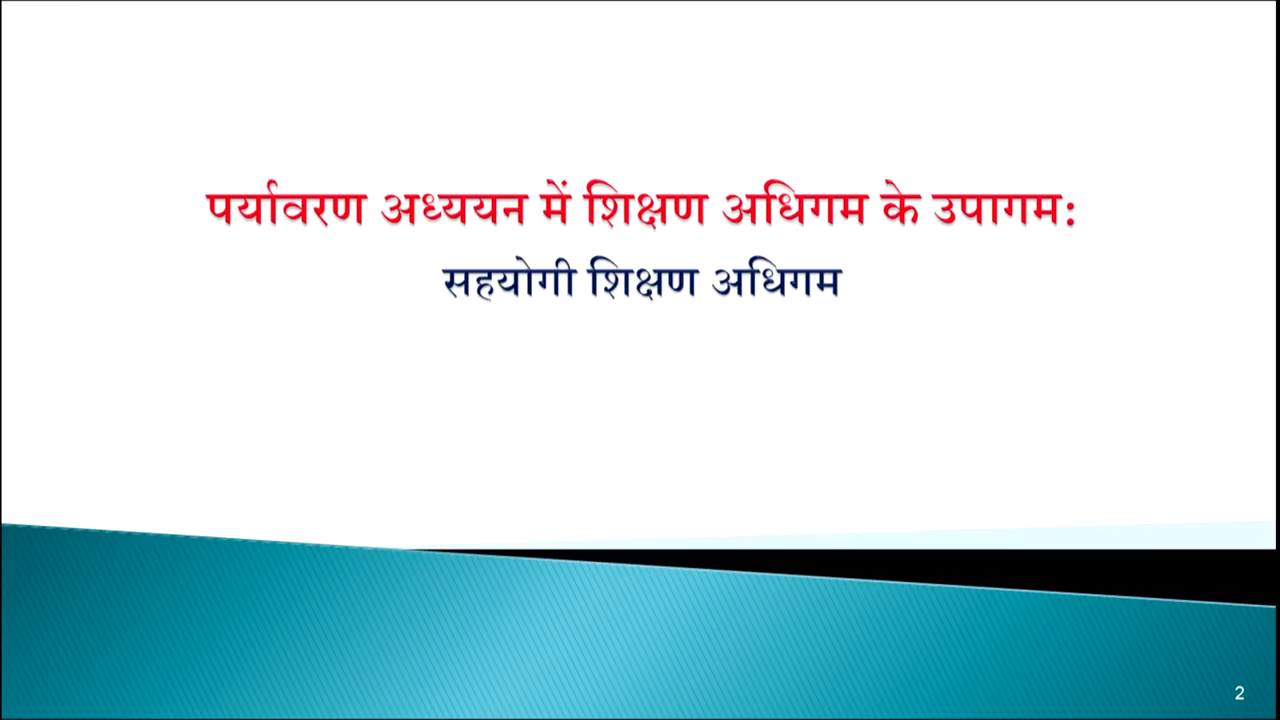 पर्यावरण अध्ययन में शिक्षण अधिगम के उपागम:
सहयोगी शिक्षण अधिगम
2